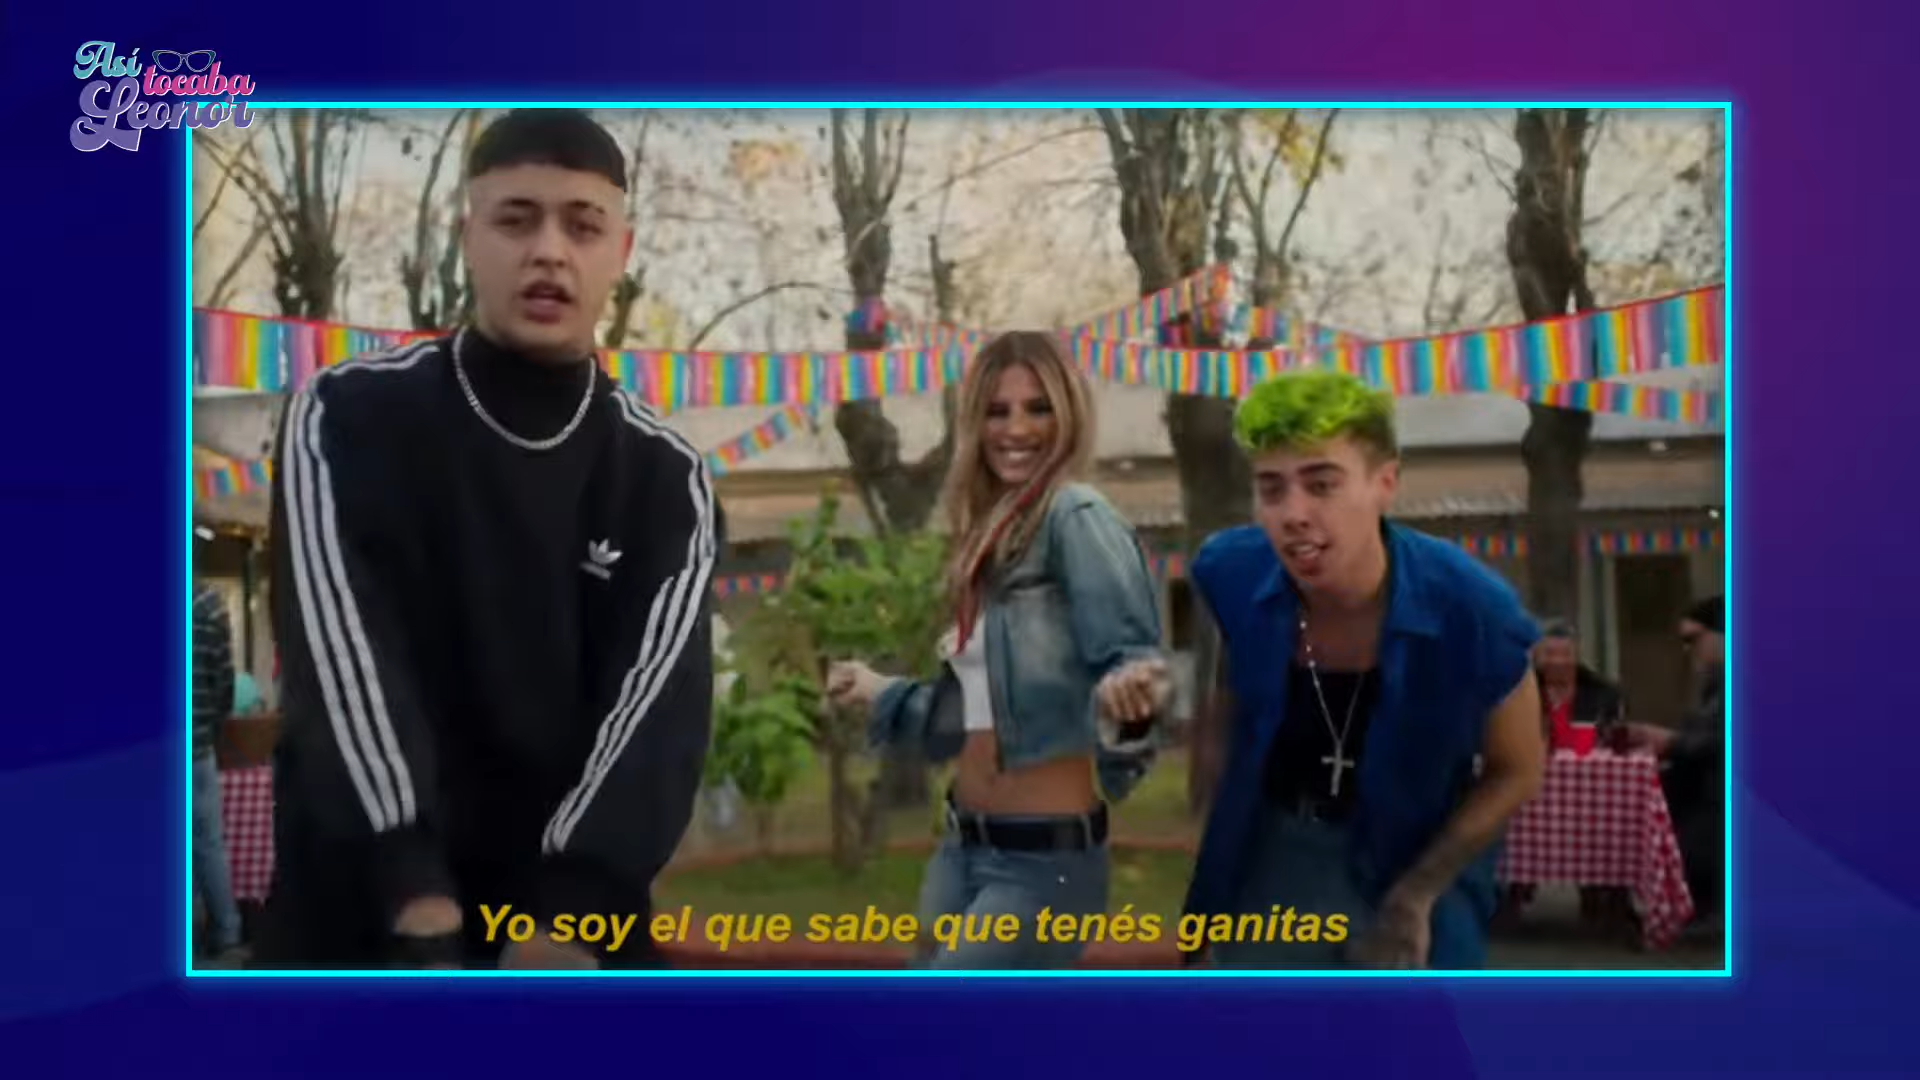 Así
tocaba
Leonor
Yo soy el que sabe que tenés ganitas